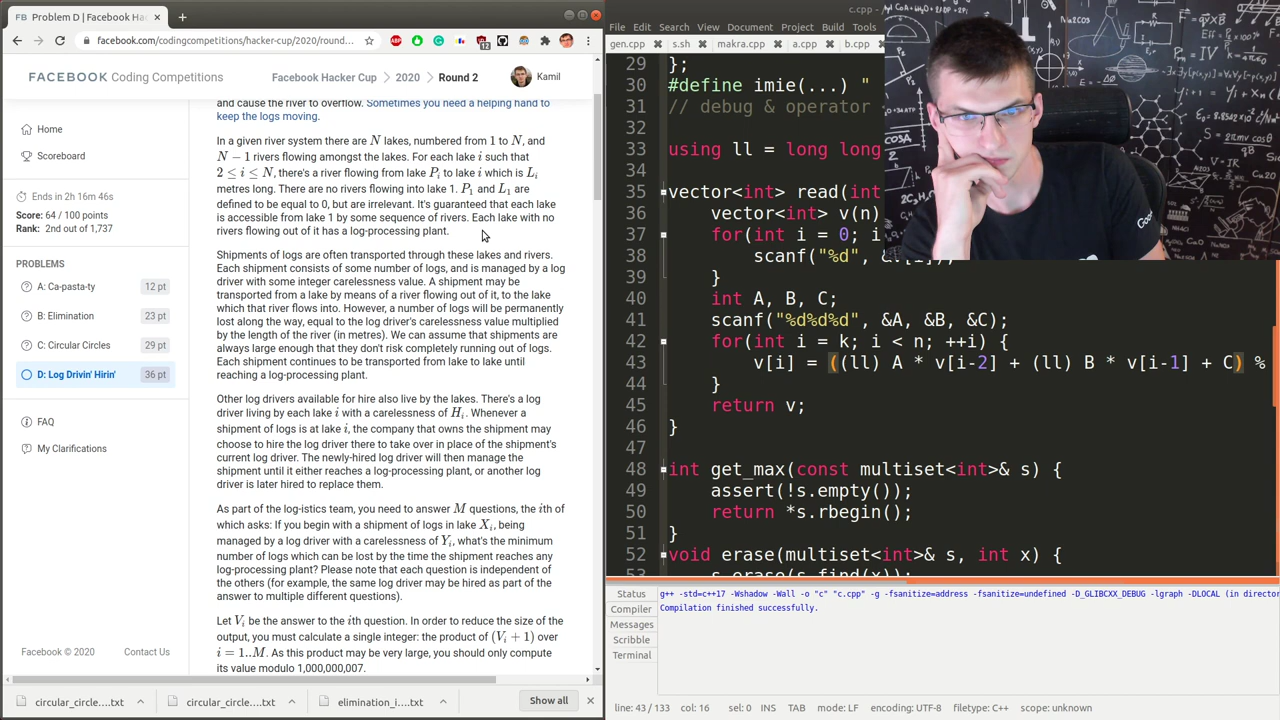 FB Problem D | Facebook Hac
facebook.com/codingcompetitions/hacker-cup/2020/round...
FACEBOOK Coding Competitions
Facebook Hacker Cup > 2020 > Round 2
Kamil
Home
Scoreboard
Ends in 2h 16m 46s
Score: 64 / 100 points
Rank: 2nd out of 1,737
PROBLEMS
A: Ca-pasta-ty 12 pt
B: Elimination 23 pt
C: Circular Circles 29 pt
D: Log Drivin' Hirin' 36 pt
FAQ
My Clarifications
Facebook © 2020 Contact Us
and cause the river to overflow. Sometimes you need a helping hand to
keep the logs moving.
In a given river system there are N lakes, numbered from 1 to N, and
N − 1 rivers flowing amongst the lakes. For each lake i such that
2 ≤ i ≤ N, there's a river flowing from lake Pi to lake i which is Li
metres long. There are no rivers flowing into lake 1. P1 and L1 are
defined to be equal to 0, but are irrelevant. It's guaranteed that each lake
is accessible from lake 1 by some sequence of rivers. Each lake with no
rivers flowing out of it has a log-processing plant.
Shipments of logs are often transported through these lakes and rivers.
Each shipment consists of some number of logs, and is managed by a log
driver with some integer carelessness value. A shipment may be
transported from a lake by means of a river flowing out of it, to the lake
which that river flows into. However, a number of logs will be permanently
lost along the way, equal to the log driver's carelessness value multiplied
by the length of the river (in metres). We can assume that shipments are
always large enough that they don't risk completely running out of logs.
Each shipment continues to be transported from lake to lake until
reaching a log-processing plant.
Other log drivers available for hire also live by the lakes. There's a log
driver living by each lake i with a carelessness of Hi. Whenever a
shipment of logs is at lake i, the company that owns the shipment may
choose to hire the log driver there to take over in place of the shipment's
current log driver. The newly-hired log driver will then manage the
shipment until it either reaches a log-processing plant, or another log
driver is later hired to replace them.
As part of the log-istics team, you need to answer M questions, the ith of
which asks: If you begin with a shipment of logs in lake Xi, being
managed by a log driver with a carelessness of Yi, what's the minimum
number of logs which can be lost by the time the shipment reaches any
log-processing plant? Please note that each question is independent of
the others (for example, the same log driver may be hired as part of the
answer to multiple different questions).
Let Vi be the answer to the ith question. In order to reduce the size of the
output, you must calculate a single integer: the product of (Vi + 1) over
i = 1..M. As this product may be very large, you should only compute
its value modulo 1,000,000,007.
circular_circle....txt
circular_circle....txt
elimination_i....txt
Show all
c.cpp
File Edit Search View Document Project Build Tools
gen.cpp s.sh makra.cpp a.cpp b.cpp
29 };
30 #define imie(...) "
31 // debug & operator
32
33 using ll = long long
34
35 vector<int> read(int
36 vector<int> v(n)
37 for(int i = 0; i
38 scanf("%d", &v[i]);
39 }
40 int A, B, C;
41 scanf("%d%d%d", &A, &B, &C);
42 for(int i = k; i < n; ++i) {
43 v[i] = ((ll) A * v[i-2] + (ll) B * v[i-1] + C) %
44 }
45 return v;
46 }
47
48 int get_max(const multiset<int>& s) {
49 assert(!s.empty());
50 return *s.rbegin();
51 }
52 void erase(multiset<int>& s, int x) {
53 s.erase(s.find(x));
Status
Compiler
Messages
Scribble
Terminal
g++ -std=c++17 -Wshadow -Wall -o "c" "c.cpp" -g -fsanitize=address -fsanitize=undefined -D_GLIBCXX_DEBUG -lgraph -DLOCAL (in director
Compilation finished successfully.
line: 43 / 133 col: 16 sel: 0 INS TAB mode: LF encoding: UTF-8 filetype: C++ scope: unknown